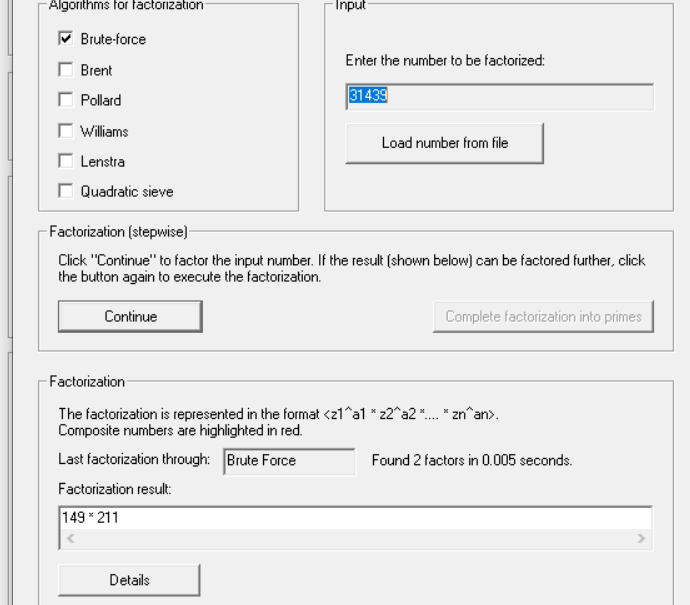 Algorithms for factorization
Input
Brute-force
Brent
Pollard
Williams
Lenstra
Quadratic sieve
Enter the number to be factorized:
31439
Load number from file
Factorization (stepwise)
Click "Continue" to factor the input number. If the result (shown below) can be factored further, click
the button again to execute the factorization.
Continue
Complete factorization into primes
Factorization
The factorization is represented in the format <z1^a1 * z2^a2 *.... * zn^an>.
Composite numbers are highlighted in red.
Last factorization through:
Brute Force
Found 2 factors in 0.005 seconds.
Factorization result:
149 * 211
Details